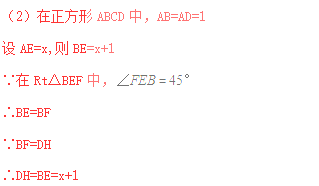 （2）在正方形 ABCD 中，AB=AD=1
设 AE=x,则 BE=x+1
∵在 Rt△BEF 中，∠FEB = 45°
∴BE=BF
∵BF=DH
∴DH=BE=x+1